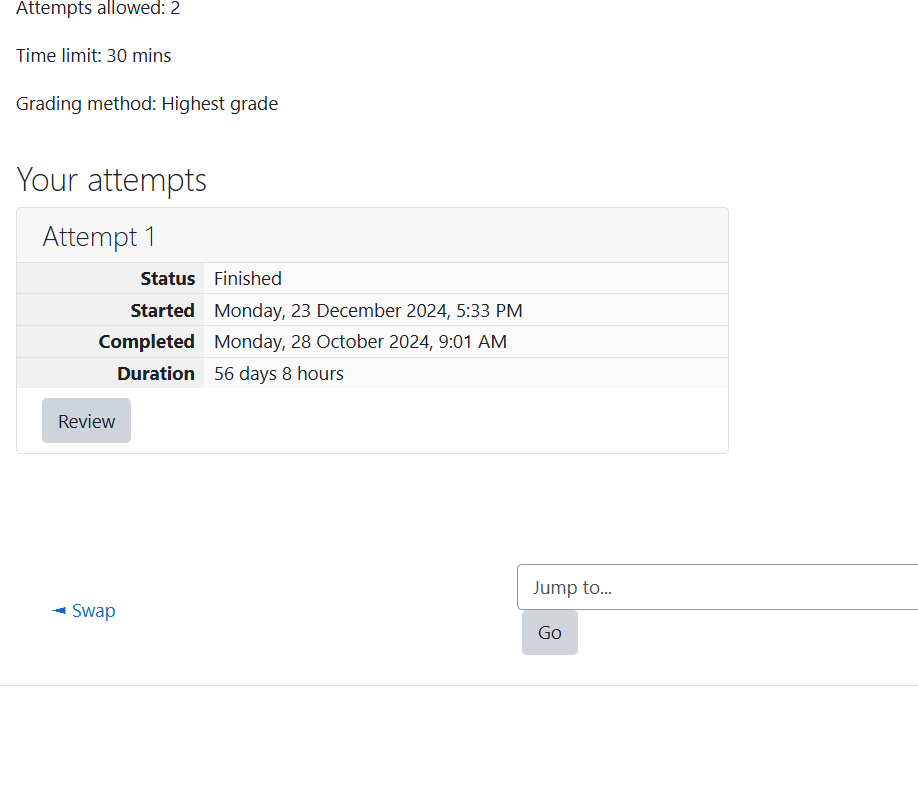 Attempts allowed: 2
Time limit: 30 mins
Grading method: Highest grade
Your attempts
Attempt 1
Status Finished
Started Monday, 23 December 2024, 5:33 PM
Completed Monday, 28 October 2024, 9:01 AM
Duration 56 days 8 hours
Review
Jump to...
◄ Swap
Go